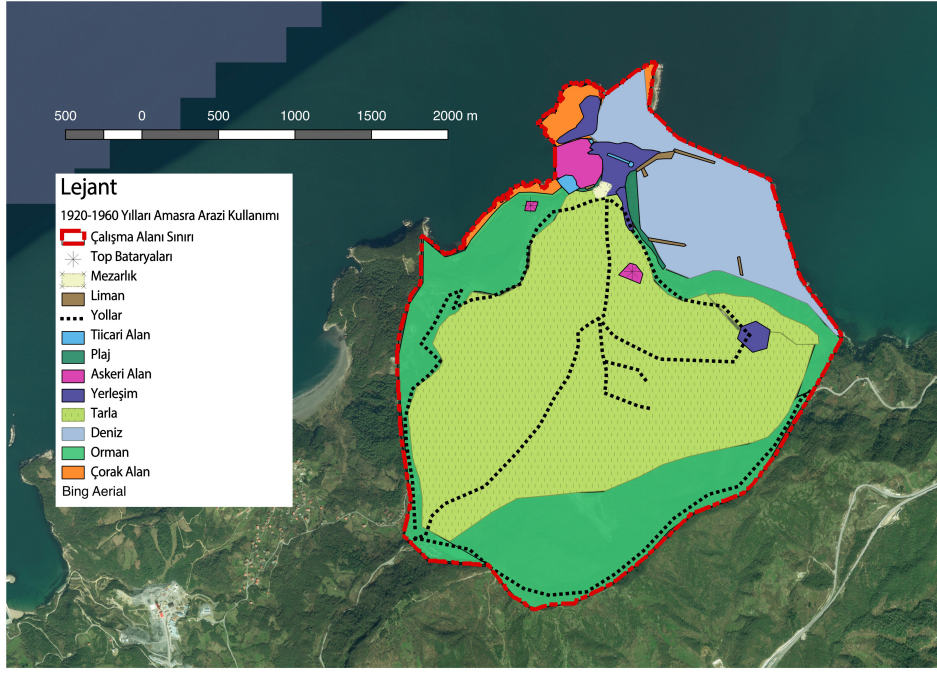 500 0 500 1000 1500 2000 m
Lejant
1920-1960 Yılları Amasra Arazi Kullanımı
Çalışma Alanı Sınırı
Top Bataryaları
Mezarlık
Liman
Yollar
Tiicari Alan
Plaj
Askeri Alan
Yerleşim
Tarla
Deniz
Orman
Çorak Alan
Bing Aerial